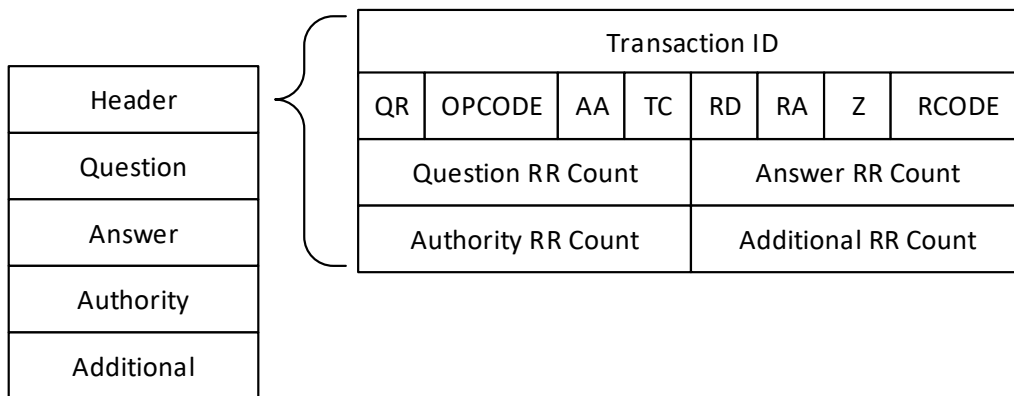 Header
Question
Answer
Authority
Additional
Transaction ID
QR OPCODE AA TC RD RA Z RCODE
Question RR Count Answer RR Count
Authority RR Count Additional RR Count